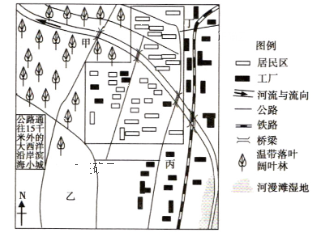 丁
甲
公路通
往15千
米外的
大西洋
沿岸滨
海小城
乙
丙
N
图例
居民区
工厂
河流与流向
公路
铁路
桥梁
温带落叶
阔叶林
河漫滩湿地